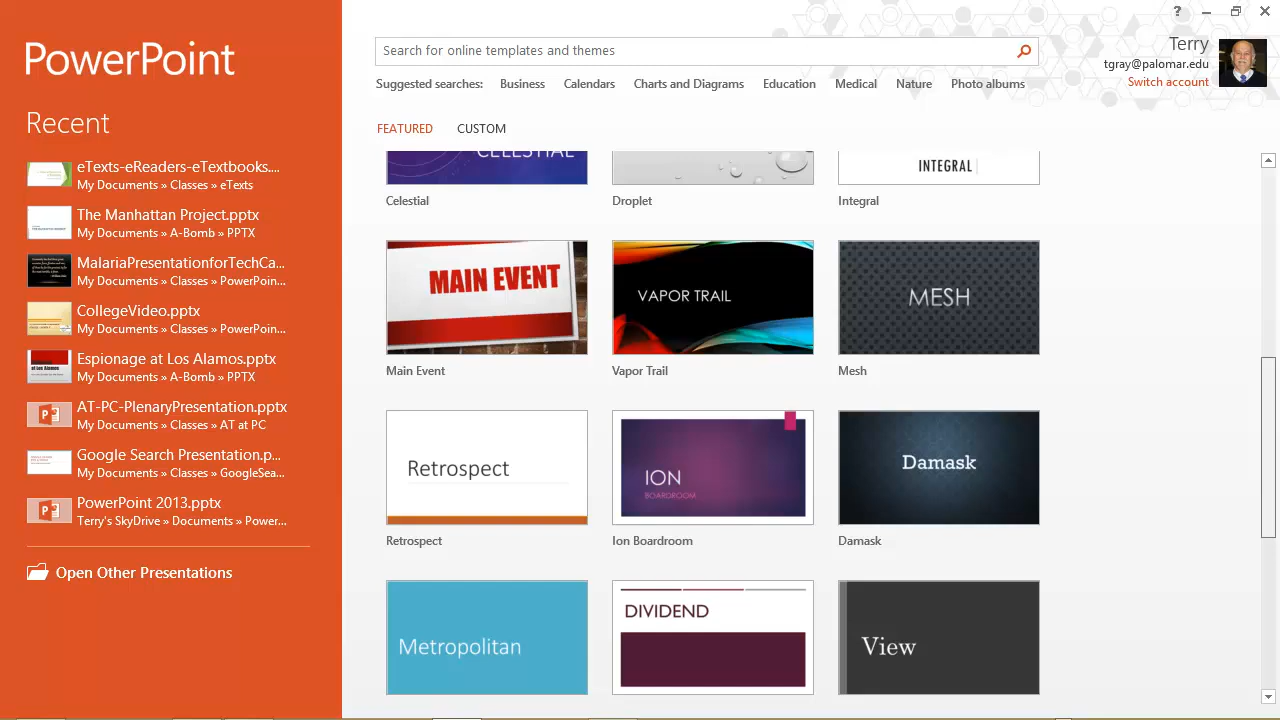 PowerPoint
Recent
eTexts-eReaders-eTextbooks....
My Documents » Classes » eTexts
The Manhattan Project.pptx
My Documents » A-Bomb » PPTX
MalariaPresentationforTechCa...
My Documents » Classes » PowerPoin...
CollegeVideo.pptx
My Documents » Classes » PowerPoin...
Espionage at Los Alamos.pptx
My Documents » A-Bomb » PPTX
AT-PC-PlenaryPresentation.pptx
My Documents » Classes » AT at PC
Google Search Presentation.p...
My Documents » Classes » GoogleSea...
PowerPoint 2013.pptx
Terry's SkyDrive » Documents » Power...
Open Other Presentations
?
Search for online templates and themes
Terry
tgray@palomar.edu
Switch account
Suggested searches: Business Calendars Charts and Diagrams Education Medical Nature Photo albums
FEATURED CUSTOM
CELESTIAL
INTEGRAL
Celestial Droplet Integral
MAIN EVENT VAPOR TRAIL MESH
Main Event Vapor Trail Mesh
Retrospect ION Damask
BOARDROOM
Retrospect Ion Boardroom Damask
Metropolitan DIVIDEND View